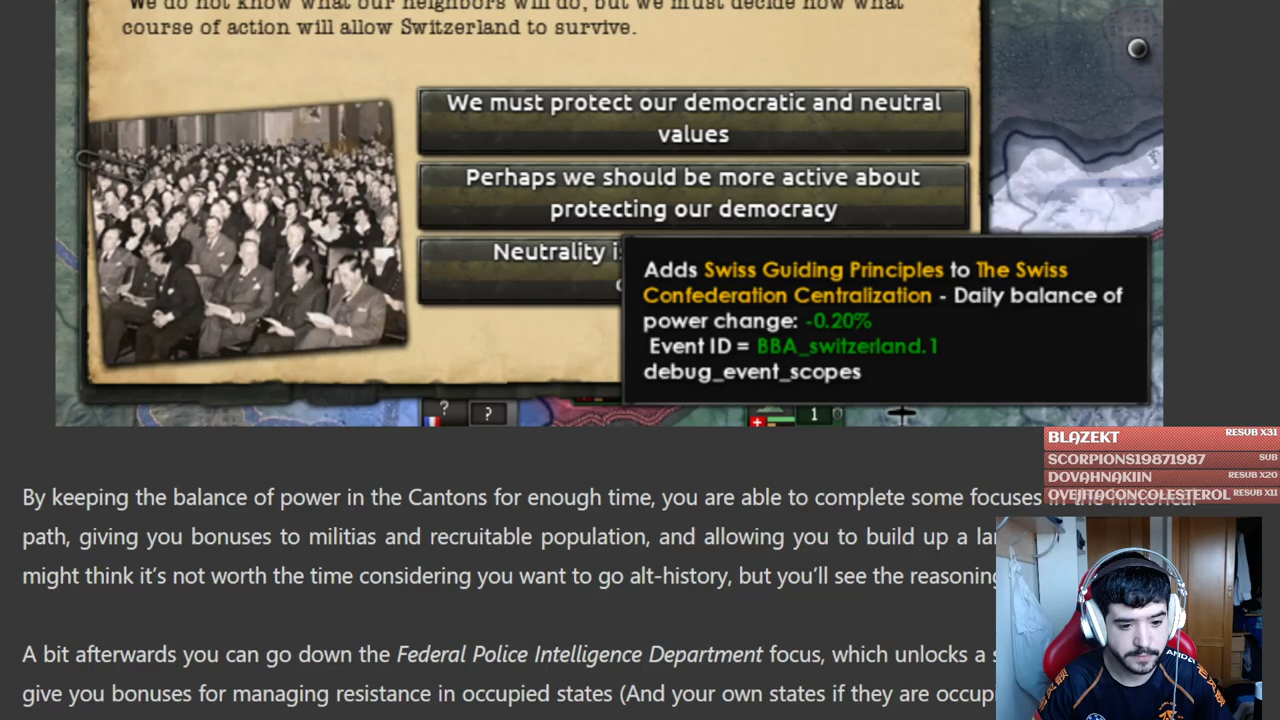 We do not know what our neighbors will do, but we must decide now what
course of action will allow Switzerland to survive.
We must protect our democratic and neutral
values
Perhaps we should be more active about
protecting our democracy
Neutrality
Adds Swiss Guiding Principles to The Swiss
Confederation Centralization - Daily balance of
power change: -0.20%
Event ID = BBA_switzerland.1
debug_event_scopes
?
?
1
BLAZEKT RESUB X31
SCORPIONS19871987 SUB
DOVAHNAKIIN RESUB X20
OVEJITACONCOLESTEROL RESUB X11
By keeping the balance of power in the Cantons for enough time, you are able to complete some focuses in the historical
path, giving you bonuses to militias and recruitable population, and allowing you to build up a
might think it's not worth the time considering you want to go alt-history, but you'll see the reasoning
A bit afterwards you can go down the Federal Police Intelligence Department focus, which unlocks a
give you bonuses for managing resistance in occupied states (And your own states if they are